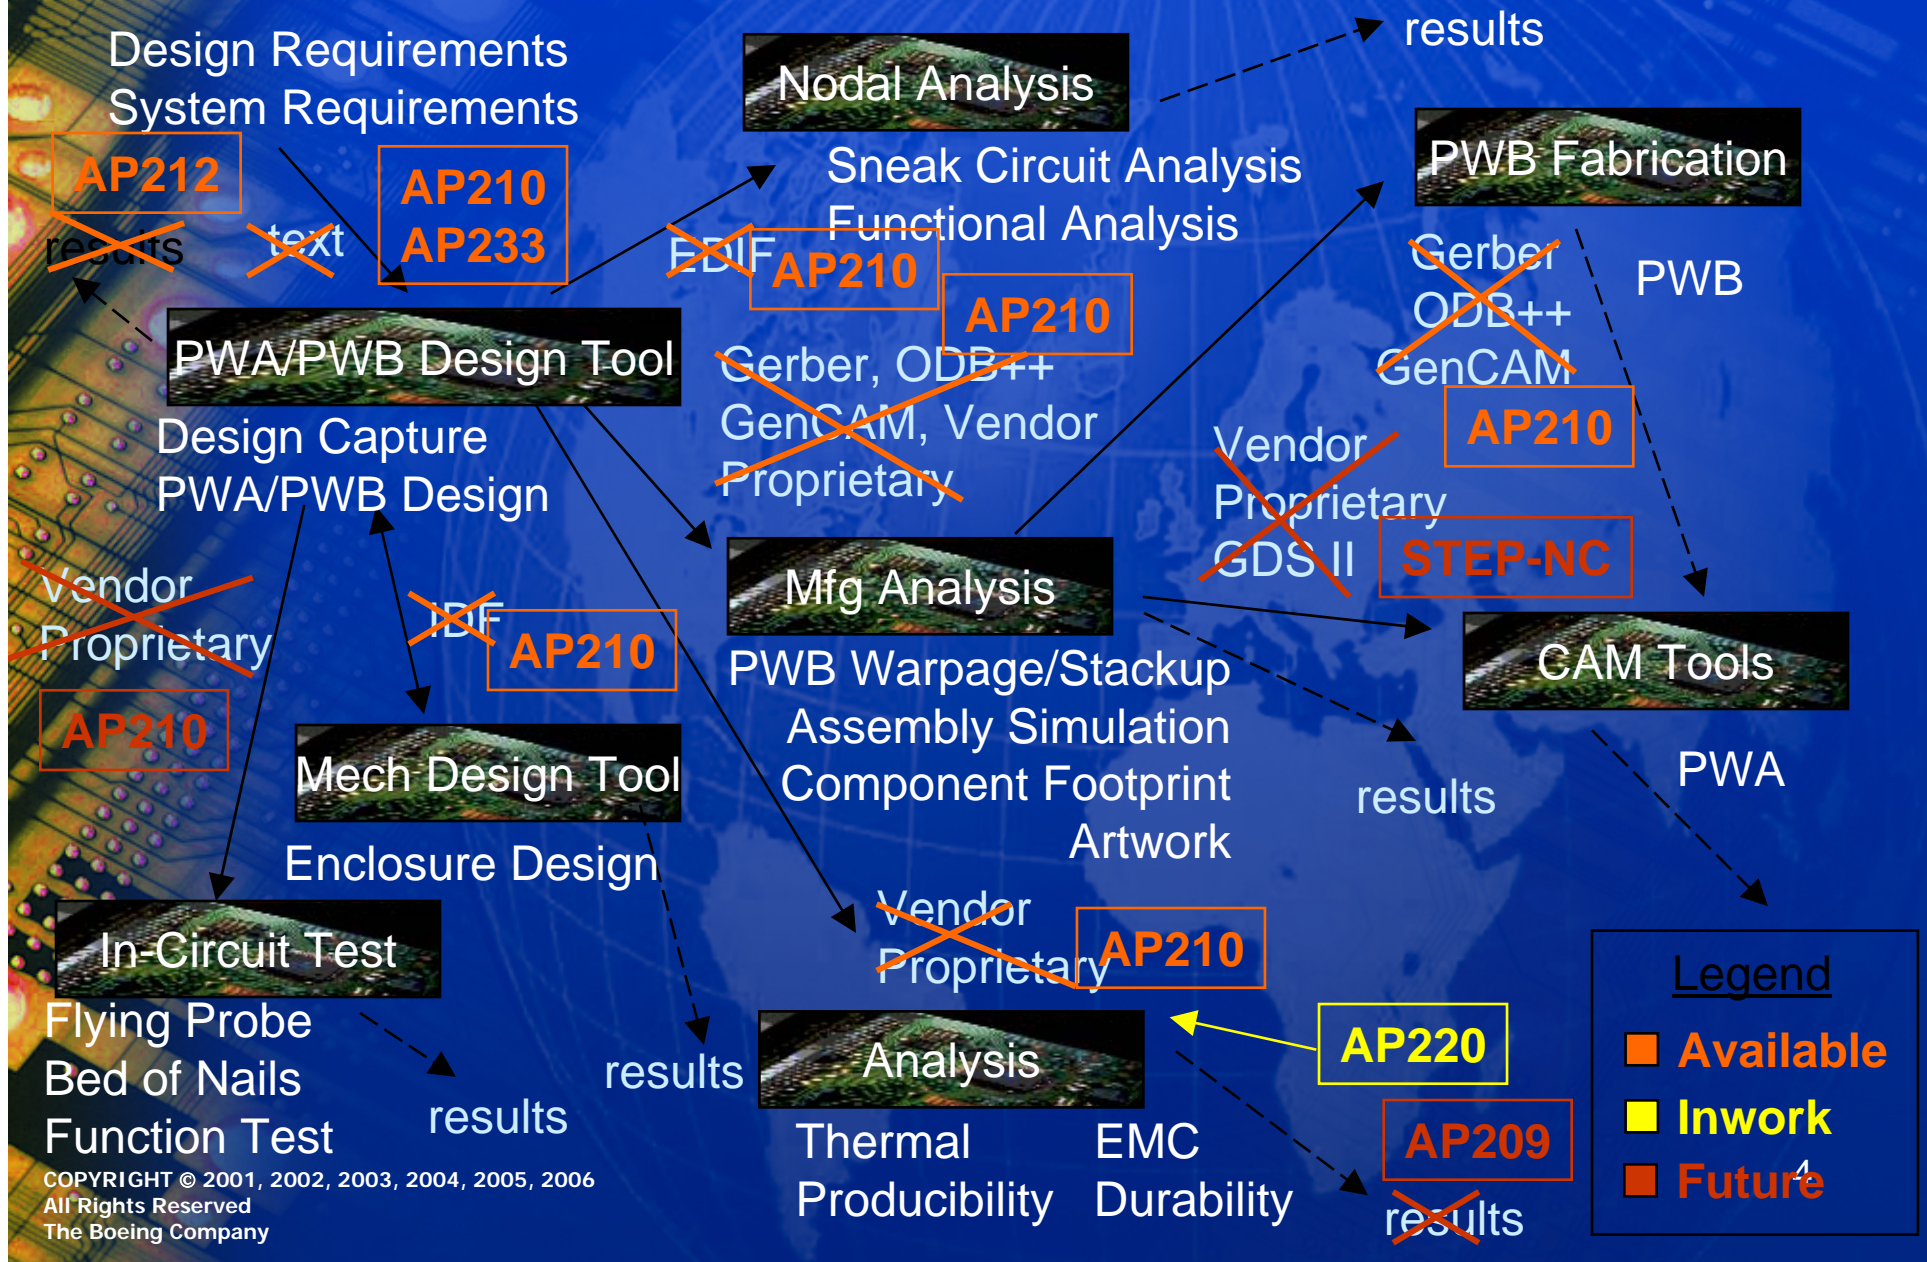 Design Requirements
System Requirements
AP212
results
text
AP210
AP233
PWA/PWB Design Tool
Design Capture
PWA/PWB Design
Nodal Analysis
results
Sneak Circuit Analysis
Functional Analysis
EDIF
AP210
AP210
Gerber, ODB++
GenCAM, Vendor
Proprietary
PWB Fabrication
Gerber
ODB++
GenCAM
PWB
AP210
Vendor
Proprietary
GDS II
STEP-NC
Mfg Analysis
PWB Warpage/Stackup
Assembly Simulation
Component Footprint
Artwork
CAM Tools
results
PWA
Vendor
Proprietary
AP210
IDF
AP210
Mech Design Tool
Enclosure Design
In-Circuit Test
Flying Probe
Bed of Nails
Function Test
results
results
Vendor
Proprietary
AP210
Analysis
AP220
Thermal
Producibility
EMC
Durability
AP209
results
Legend
Available
Inwork
Future
4
COPYRIGHT © 2001, 2002, 2003, 2004, 2005, 2006
All Rights Reserved
The Boeing Company